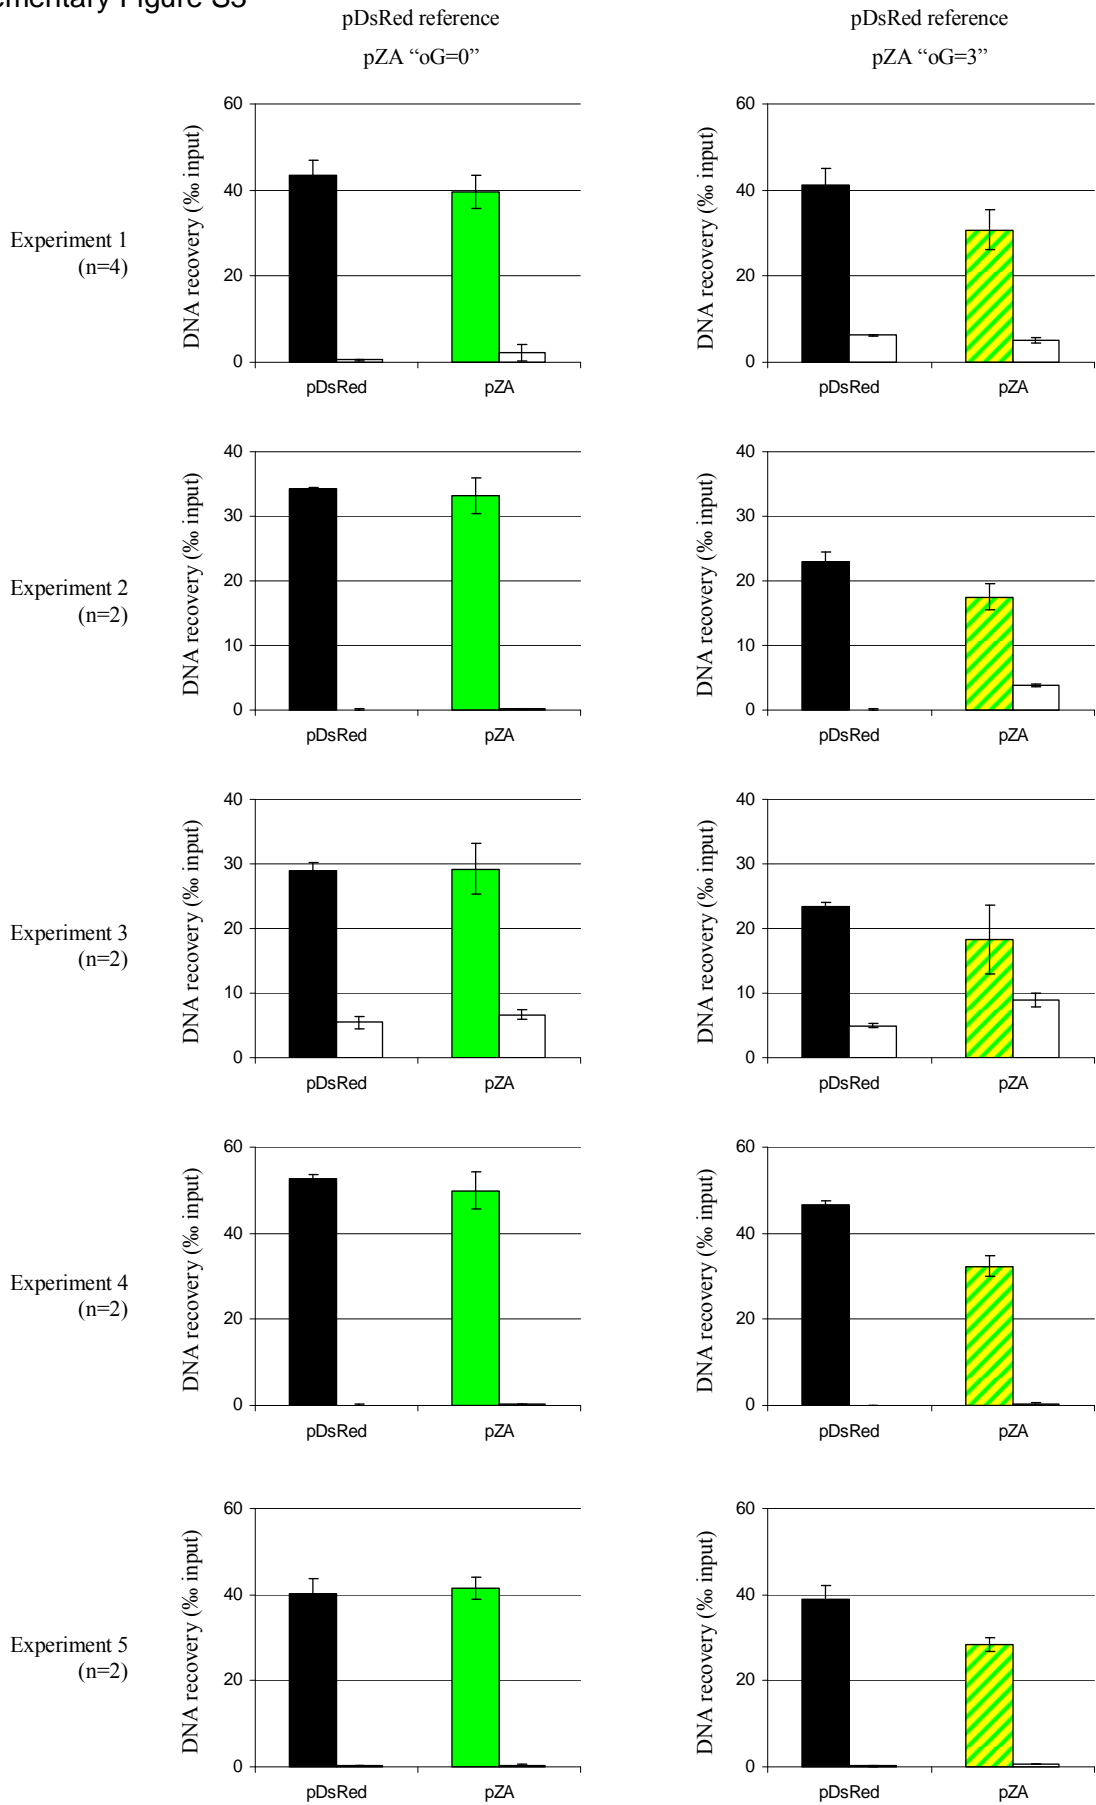 ementary Figure S3
pDsRed reference
pZA “oG=0”
pDsRed reference
pZA “oG=3”
Experiment 1
(n=4)
DNA recovery (‰ input)
60
40
20
0
pDsRed
pZA
DNA recovery (‰ input)
60
40
20
0
pDsRed
pZA
Experiment 2
(n=2)
DNA recovery (‰ input)
40
30
20
10
0
pDsRed
pZA
DNA recovery (‰ input)
40
30
20
10
0
pDsRed
pZA
Experiment 3
(n=2)
DNA recovery (‰ input)
40
30
20
10
0
pDsRed
pZA
DNA recovery (‰ input)
40
30
20
10
0
pDsRed
pZA
Experiment 4
(n=2)
DNA recovery (‰ input)
60
40
20
0
pDsRed
pZA
DNA recovery (‰ input)
60
40
20
0
pDsRed
pZA
Experiment 5
(n=2)
DNA recovery (‰ input)
60
40
20
0
pDsRed
pZA
DNA recovery (‰ input)
60
40
20
0
pDsRed
pZA